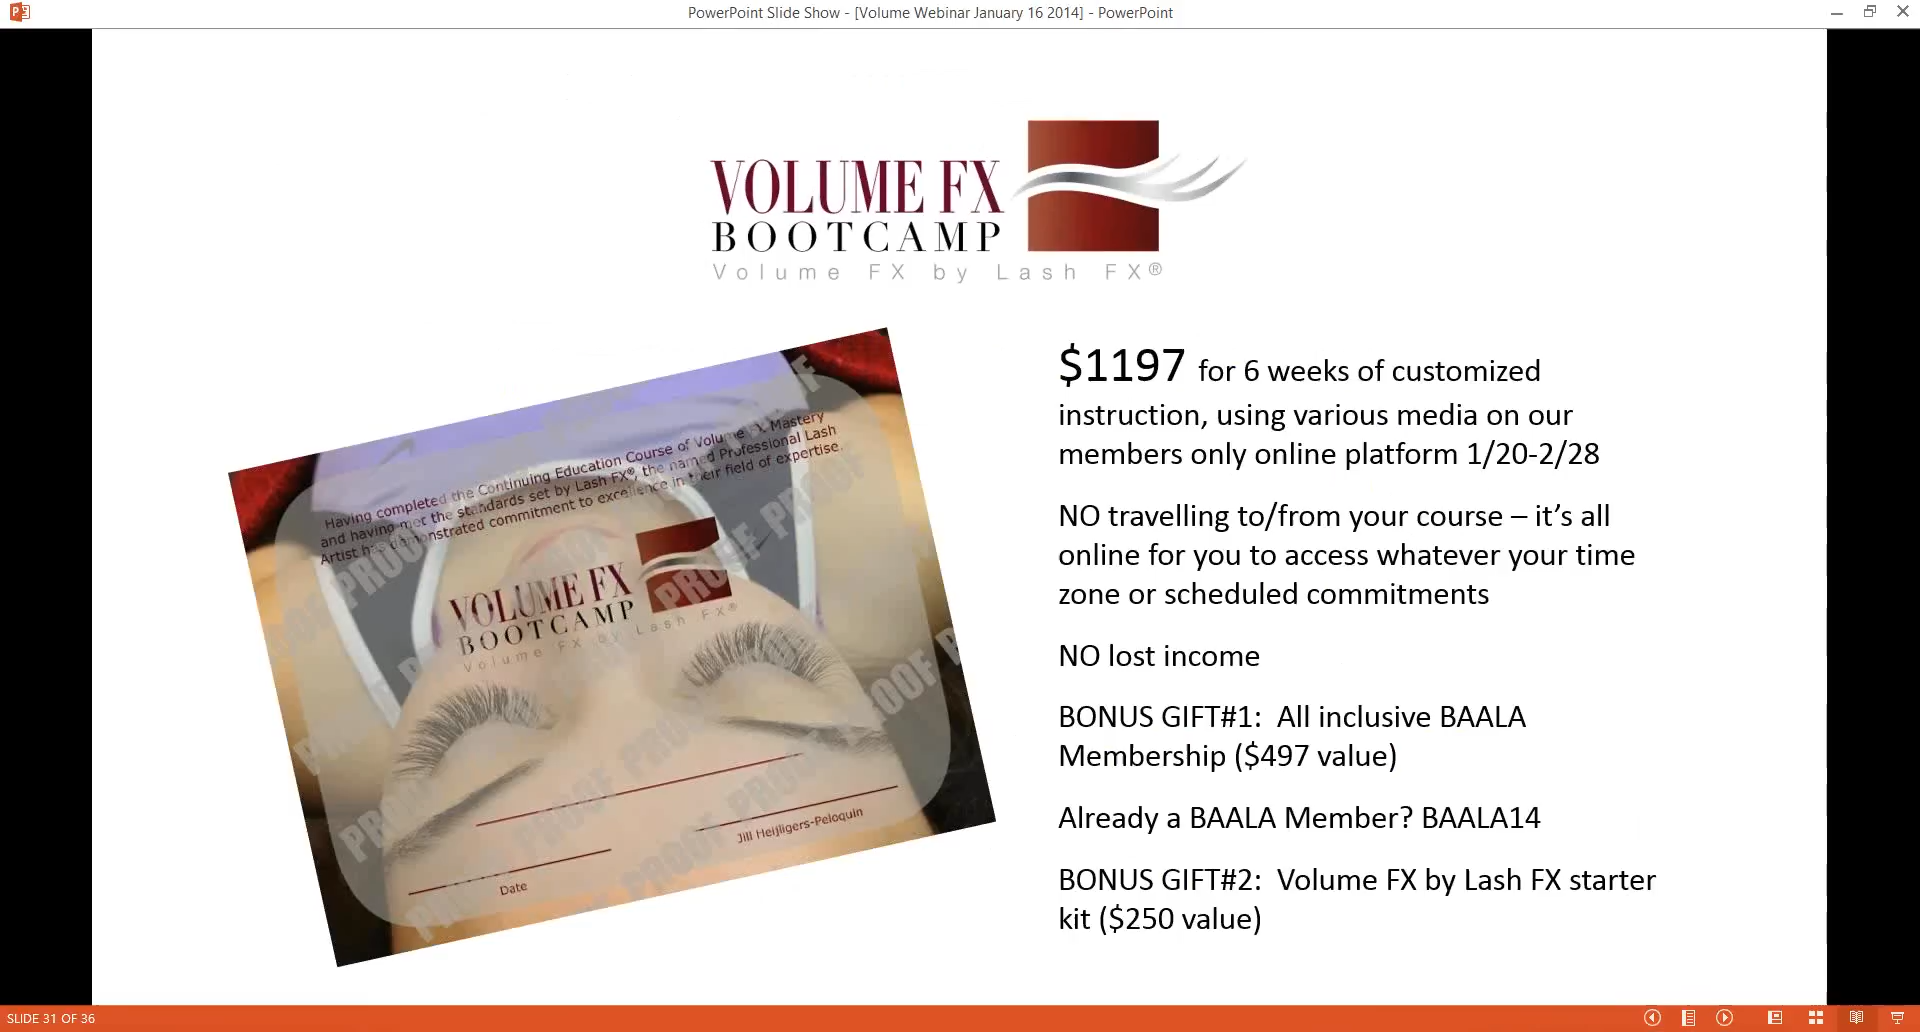 PowerPoint Slide Show - [Volume Webinar January 16 2014] - PowerPoint
VOLUME FX
BOOTCAMP
Volume FX by Lash FX®
$1197 for 6 weeks of customized
instruction, using various media on our
members only online platform 1/20-2/28
NO travelling to/from your course – it's all
online for you to access whatever your time
zone or scheduled commitments
NO lost income
BONUS GIFT#1: All inclusive BAALA
Membership ($497 value)
Already a BAALA Member? BAALA14
BONUS GIFT#2: Volume FX by Lash FX starter
kit ($250 value)
Having completed the Continuing Education Course of Volume FX Mastery
and having met the standards set by Lash FX®, the named Professional Lash
Artist has demonstrated commitment to excellence in their field of expertise.
VOLUME FX
BOOTCAMP
Volume FX by Lash FX®
Jill Heijligers-Peloquin
Date
PROOF PROOF PROOF
SLIDE 31 OF 36